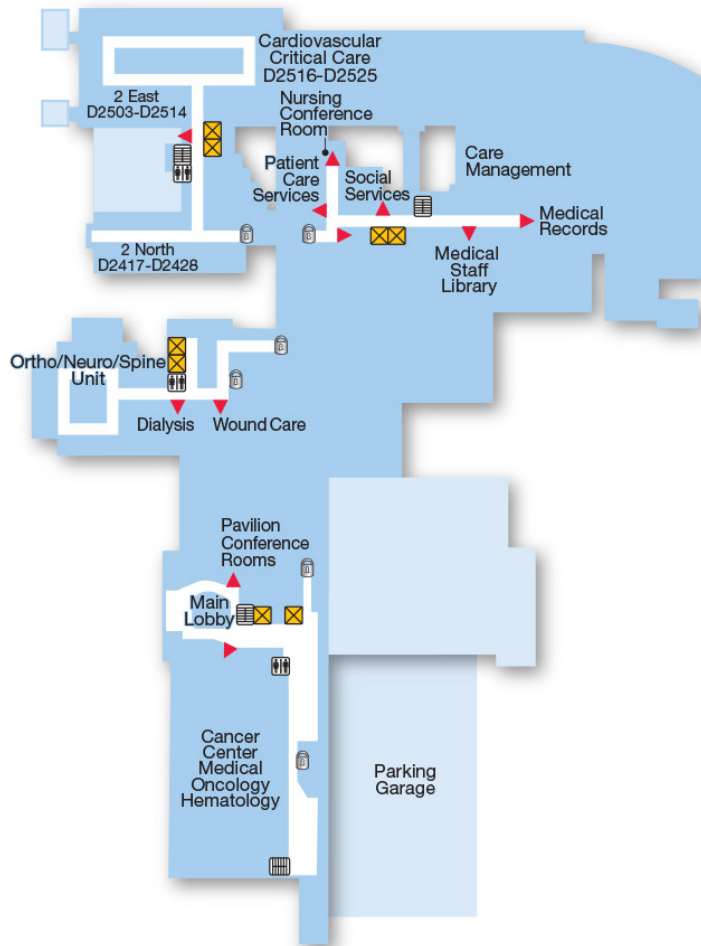 Cardiovascular
Critical Care
D2516-D2525
2 East
D2503-D2514
Nursing
Conference
Room
Patient
Care
Services
Social
Services
Care
Management
Medical
Records
2 North
D2417-D2428
Medical
Staff
Library
Ortho/Neuro/Spine
Unit
Dialysis
Wound Care
Pavilion
Conference
Rooms
Main
Lobby
Cancer
Center
Medical
Oncology
Hematology
Parking
Garage